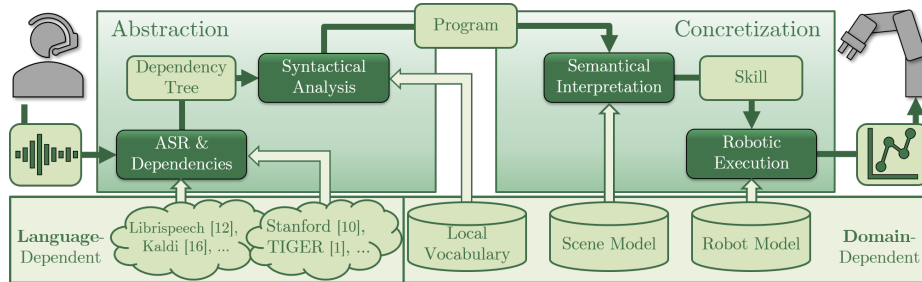 Abstraction
Program
Concretization
Dependency
Tree
Syntactical
Analysis
Semantical
Interpretation
Skill
ASR &
Dependencies
Robotic
Execution
Language-
Dependent
Librispeech [12],
Kaldi [16], ...
Stanford [10],
TIGER [1], ...
Local
Vocabulary
Scene Model
Robot Model
Domain-
Dependent